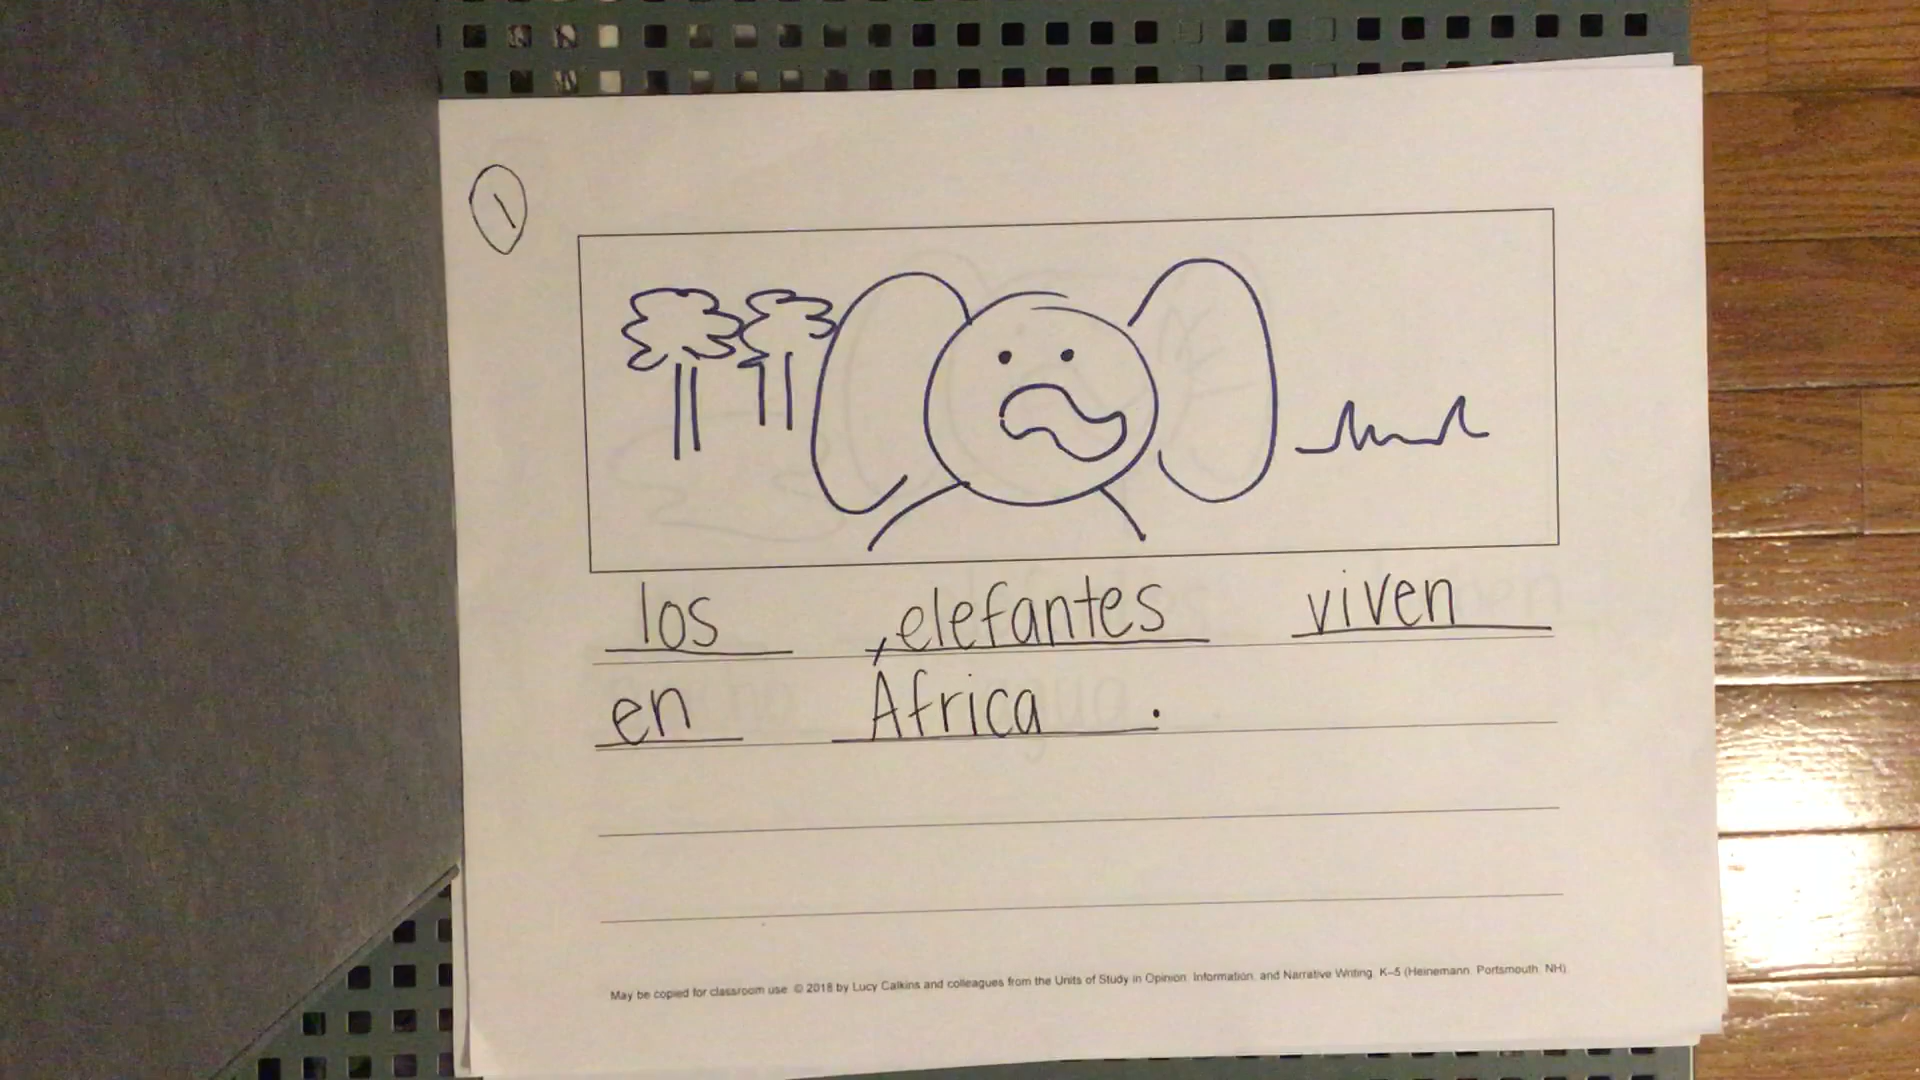 1
los elefantes viven
en África .
May be copied for classroom use. © 2018 by Lucy Calkins and colleagues from the Units of Study in Opinion, Information, and Narrative Writing, K–5 (Heinemann: Portsmouth, NH).